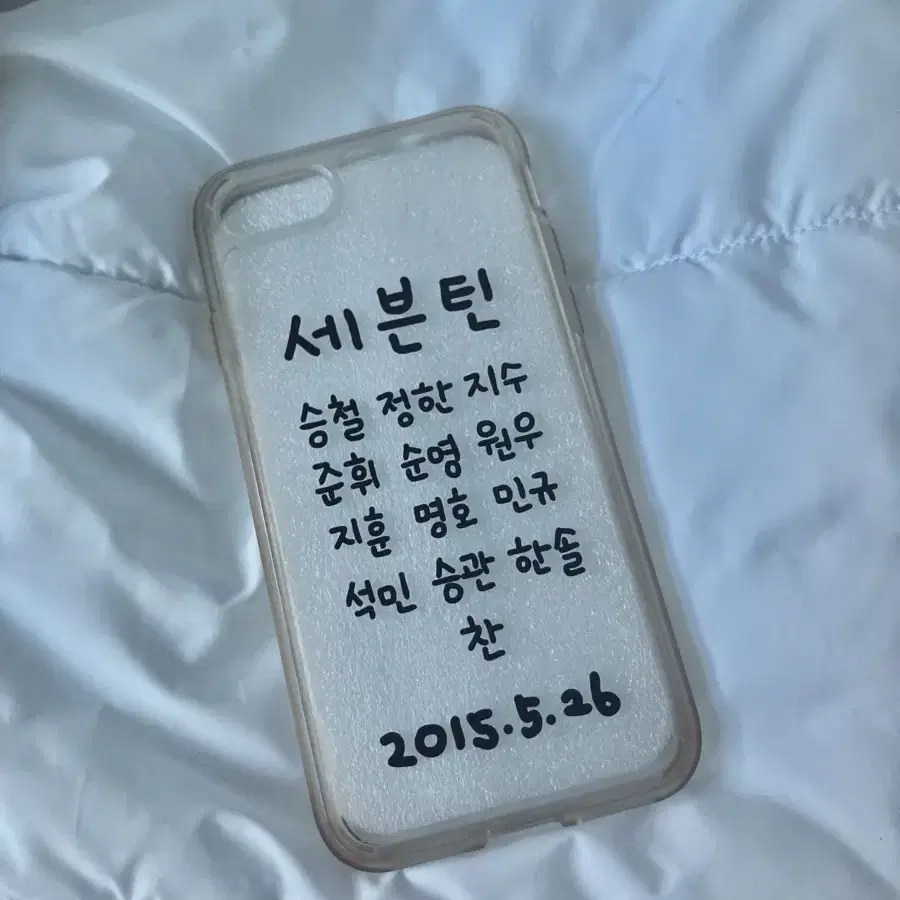 세븐틴
승철 정한 지수
준휘 순영 원우
지훈 명호 민규
석민 승관 한솔
찬
2015.5.26